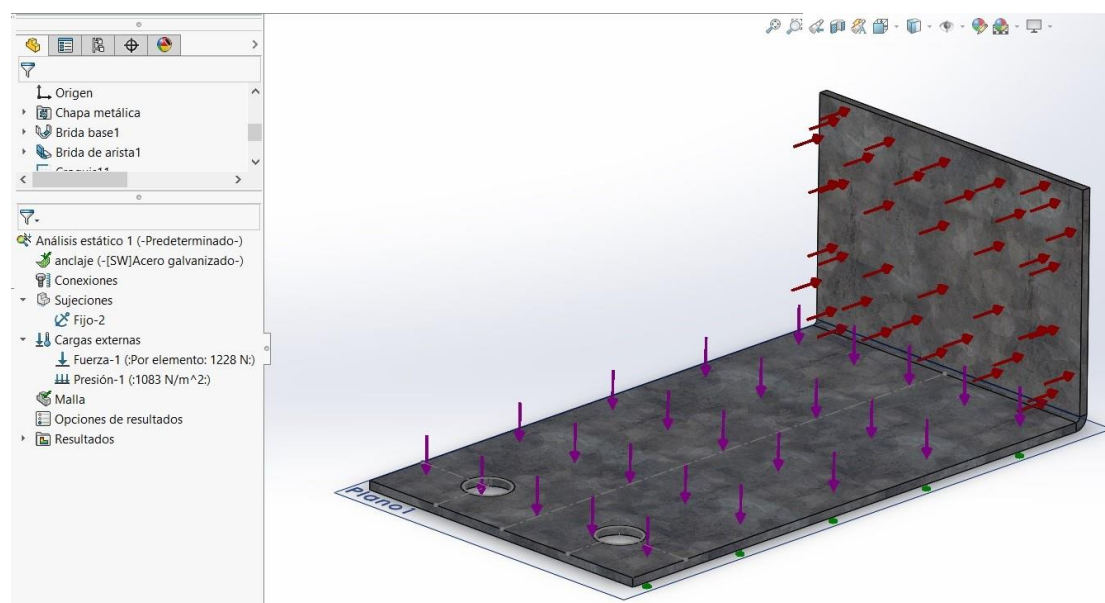 Origen
Chapa metálica
Brida base1
Brida de arista1
Análisis estático 1 (-Predeterminado-)
anclaje (-[SW]Acero galvanizado-)
Conexiones
Sujeciones
Fijo-2
Cargas externas
Fuerza-1 (:Por elemento: 1228 N:)
Presión-1 (:1083 N/m^2:)
Malla
Opciones de resultados
Resultados
Plano1